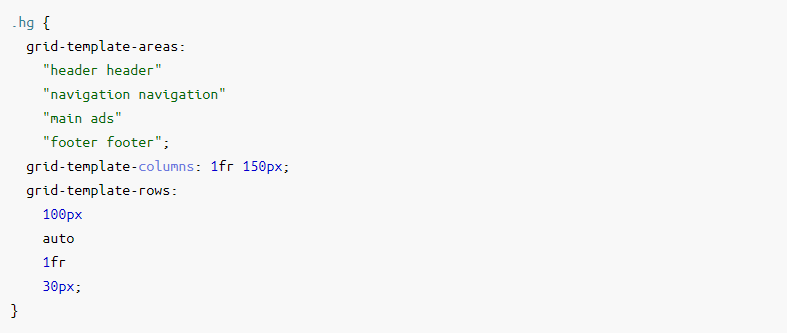 .hg {
  grid-template-areas:
    "header header"
    "navigation navigation"
    "main ads"
    "footer footer";
  grid-template-columns: 1fr 150px;
  grid-template-rows:
    100px
    auto
    1fr
    30px;
}